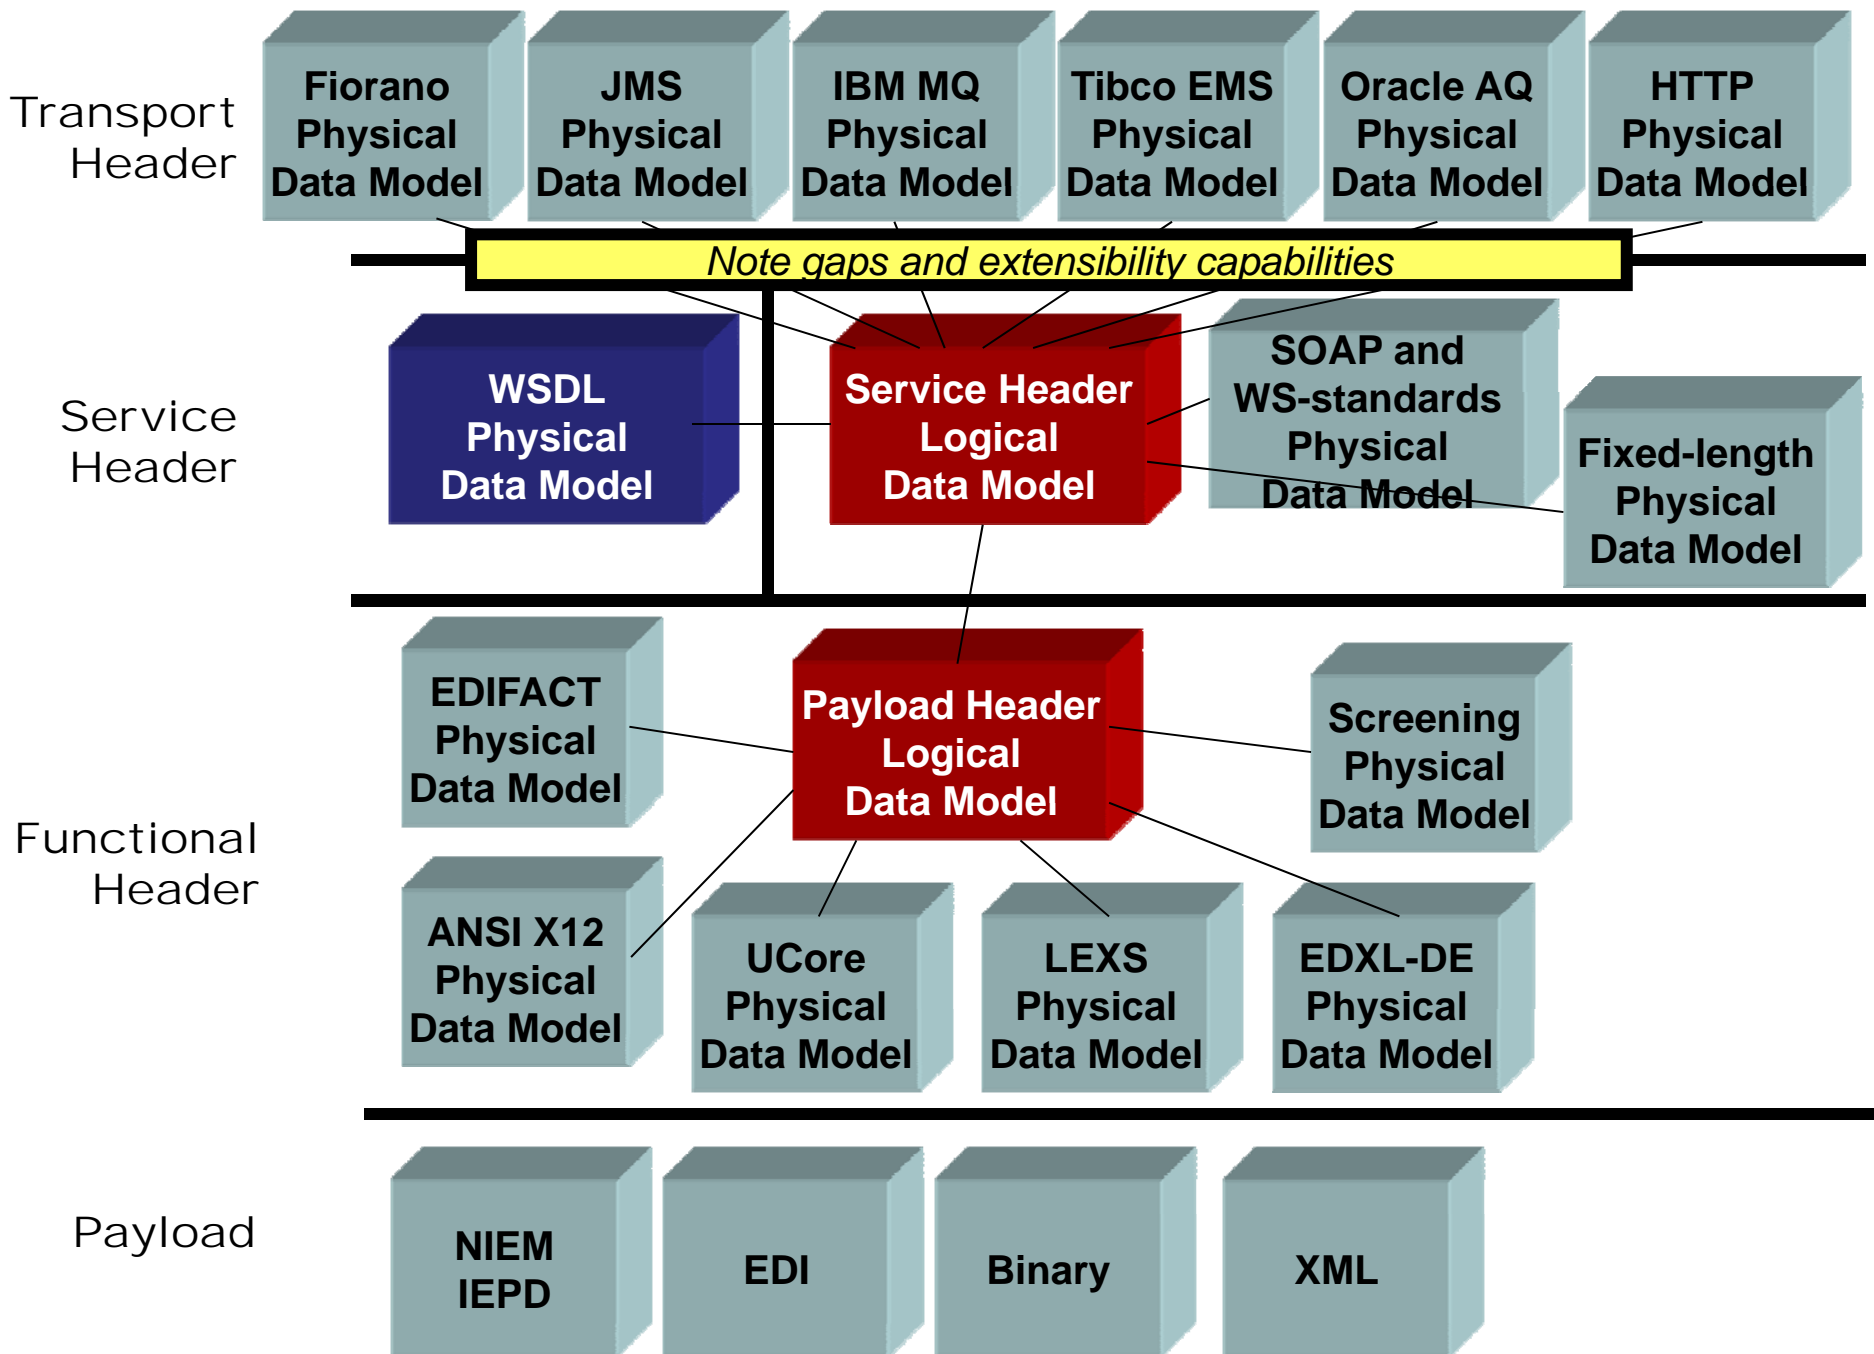 Transport
Header
Fiorano
Physical
Data Model
JMS
Physical
Data Model
IBM MQ
Physical
Data Model
Tibco EMS
Physical
Data Model
Oracle AQ
Physical
Data Model
HTTP
Physical
Data Model
Note gaps and extensibility capabilities
Service
Header
WSDL
Physical
Data Model
Service Header
Logical
Data Model
SOAP and
WS-standards
Physical
Data Model
Fixed-length
Physical
Data Model
Functional
Header
EDIFACT
Physical
Data Model
Payload Header
Logical
Data Model
Screening
Physical
Data Model
ANSI X12
Physical
Data Model
UCore
Physical
Data Model
LEXS
Physical
Data Model
EDXL-DE
Physical
Data Model
Payload
NIEM
IEPD
EDI
Binary
XML